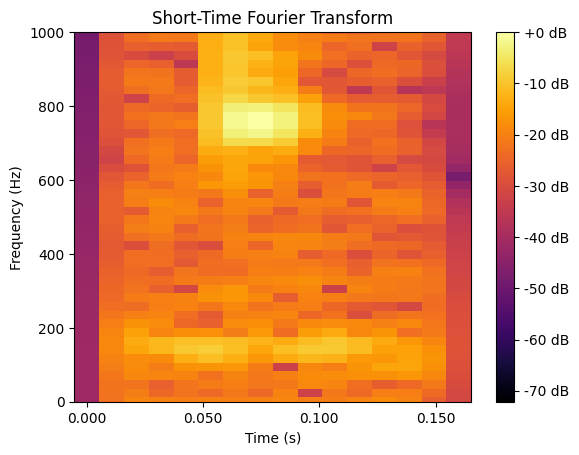 Short-Time Fourier Transform
1000
800
600
400
200
0
Frequency (Hz)
0.000
0.050
0.100
0.150
Time (s)
+0 dB
-10 dB
-20 dB
-30 dB
-40 dB
-50 dB
-60 dB
-70 dB